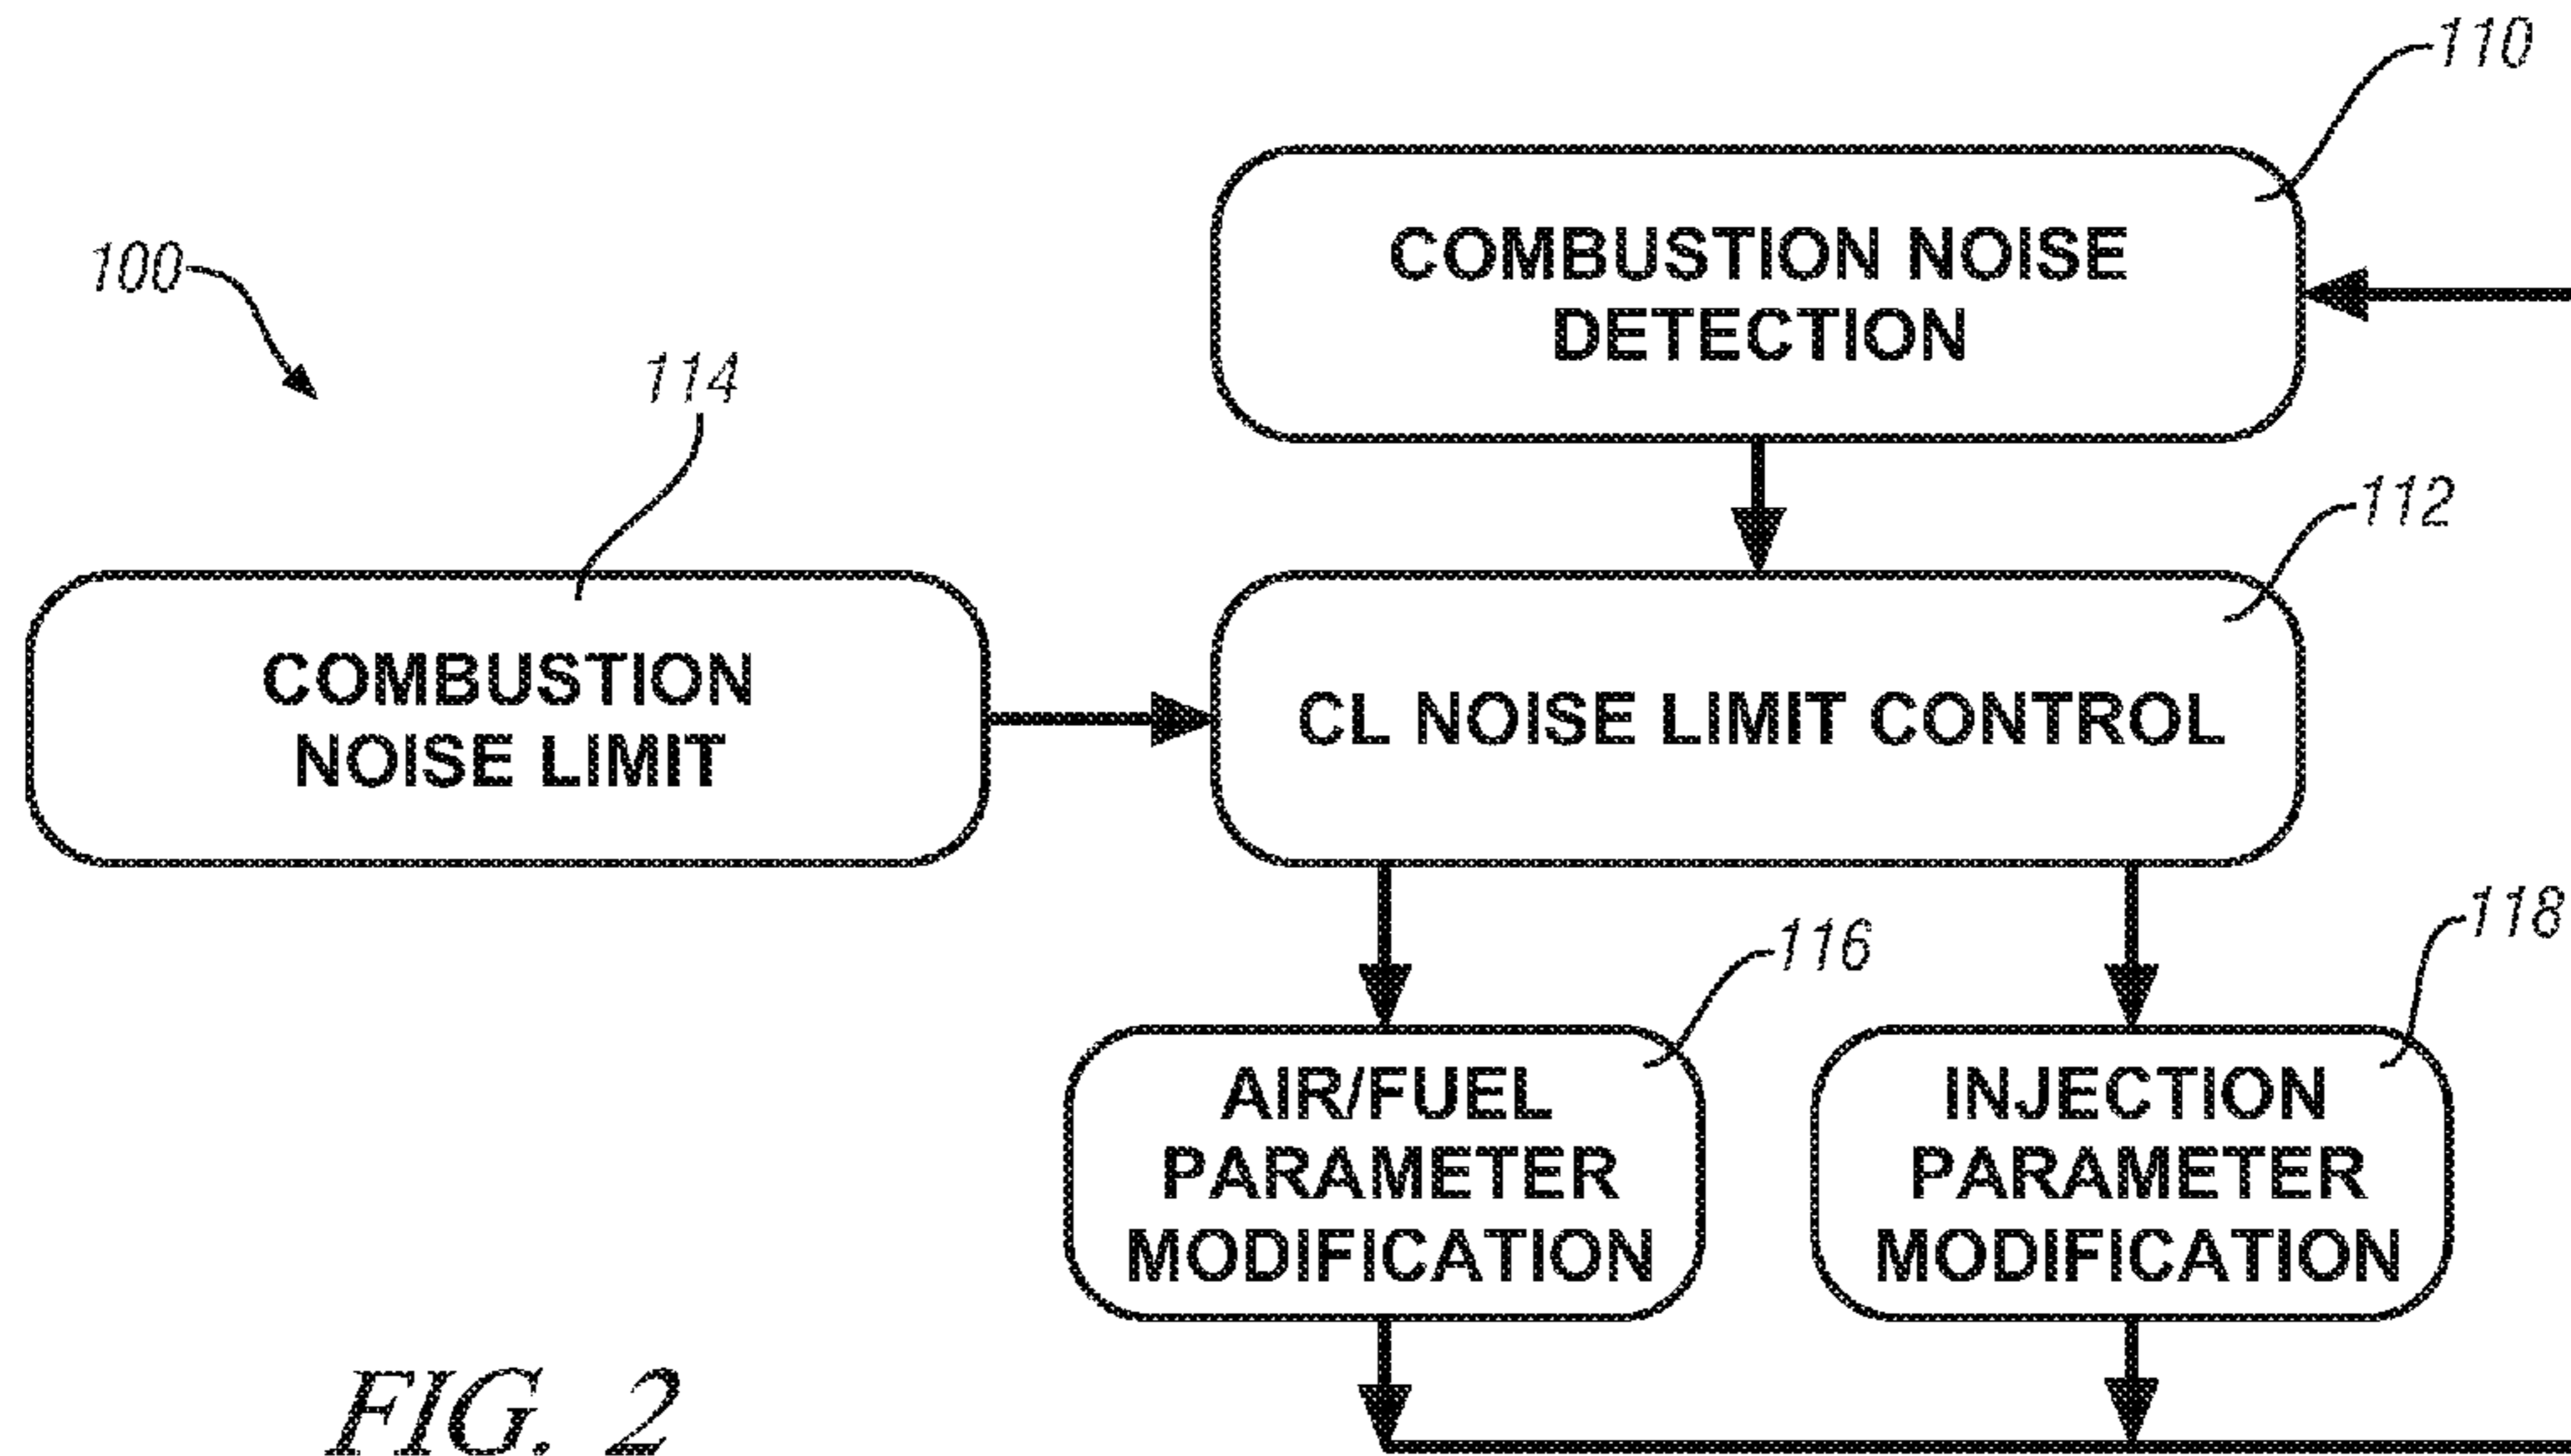 110
COMBUSTION NOISE
DETECTION
100
114
112
COMBUSTION
NOISE LIMIT
CL NOISE LIMIT CONTROL
116
118
AIR/FUEL
PARAMETER
MODIFICATION
INJECTION
PARAMETER
MODIFICATION
FIG. 2